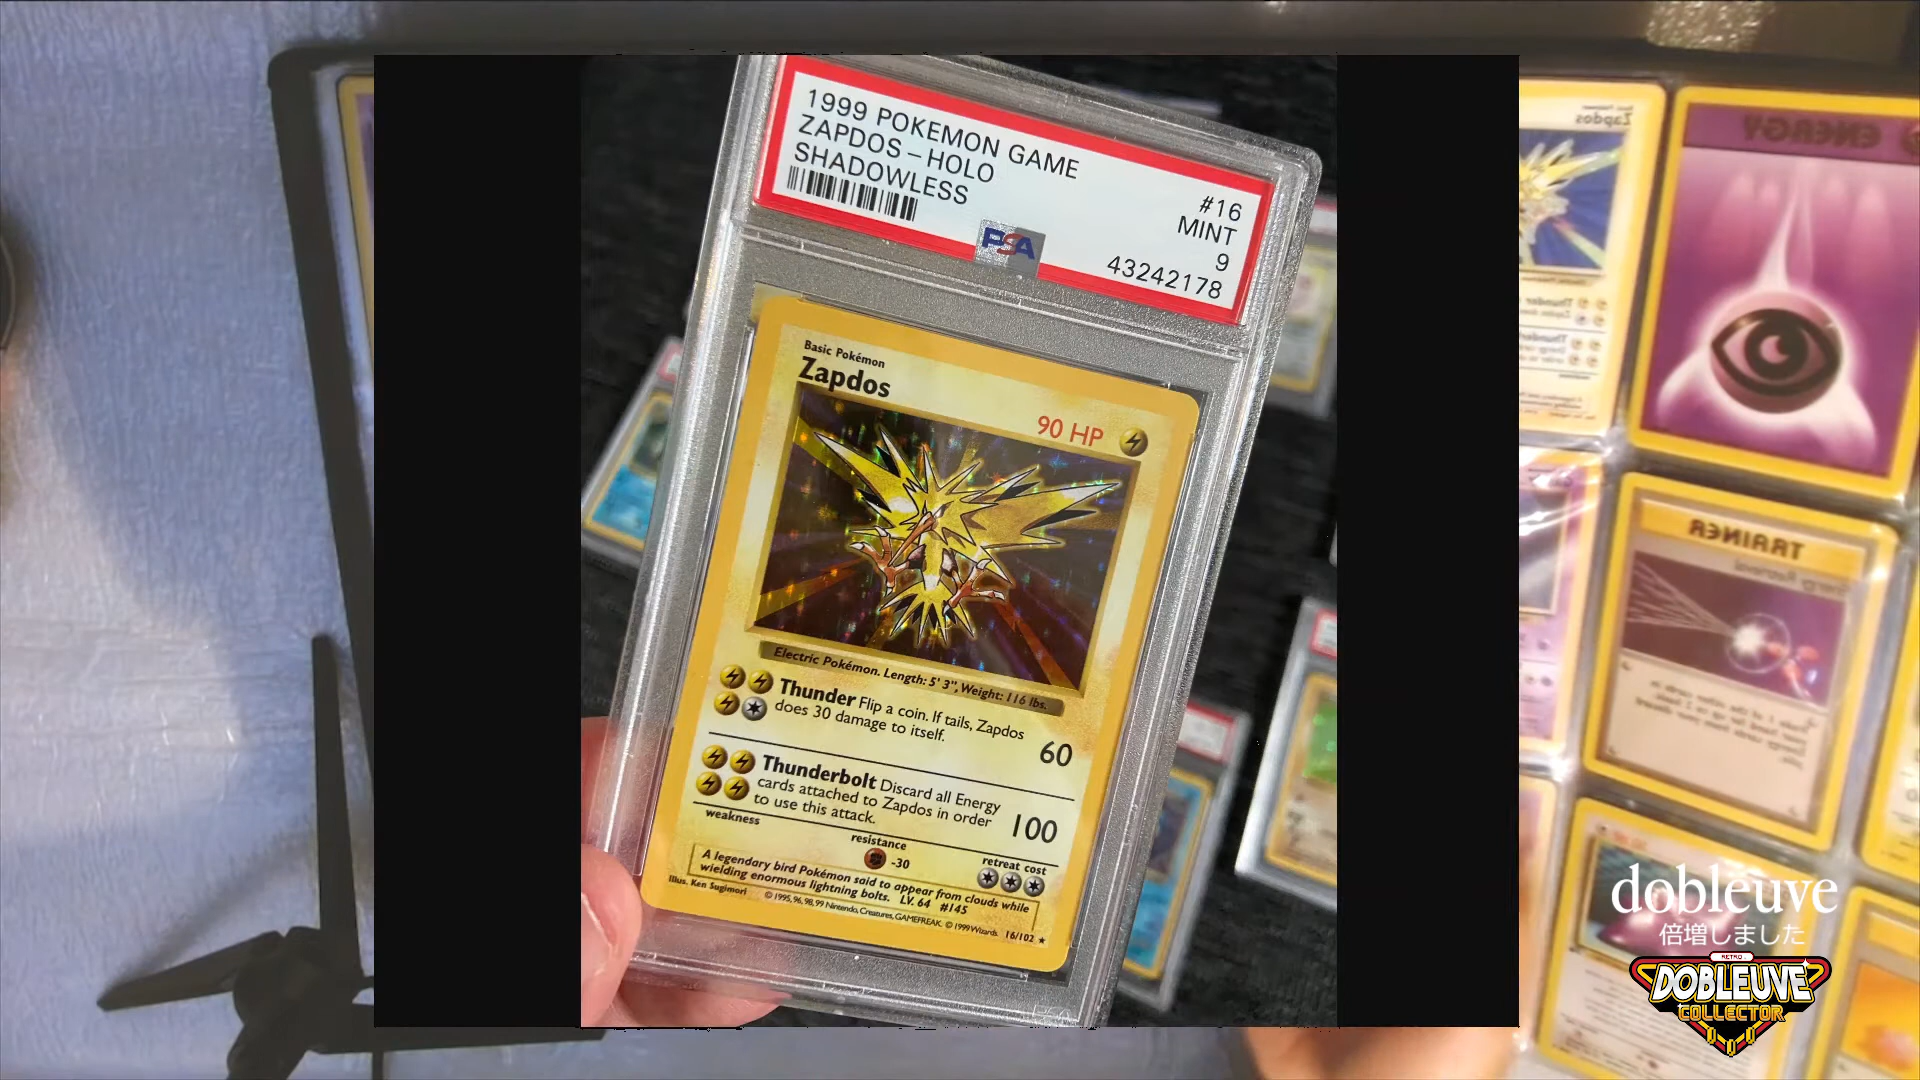 1999 POKEMON GAME
ZAPDOS – HOLO
SHADOWLESS
#16
MINT
9
PSA
43242178
Basic Pokémon
Zapdos
90 HP
Electric Pokémon. Length: 5' 3", Weight: 116 lbs.
Thunder Flip a coin. If tails, Zapdos
does 30 damage to itself.
60
Thunderbolt Discard all Energy
cards attached to Zapdos in order
to use this attack.
100
weakness
resistance
-30
retreat cost
A legendary bird Pokémon said to appear from clouds while
wielding enormous lightning bolts. LV. 64 #145
Illus. Ken Sugimori
© 1995, 96, 98, 99 Nintendo, Creatures, GAMEFREAK. © 1999 Wizards.
16/102
Zapdos
Thunder
ENERGY
TRAINER
dobleuve
倍増しました
RETRO
DOBLEUVE
COLLECTOR